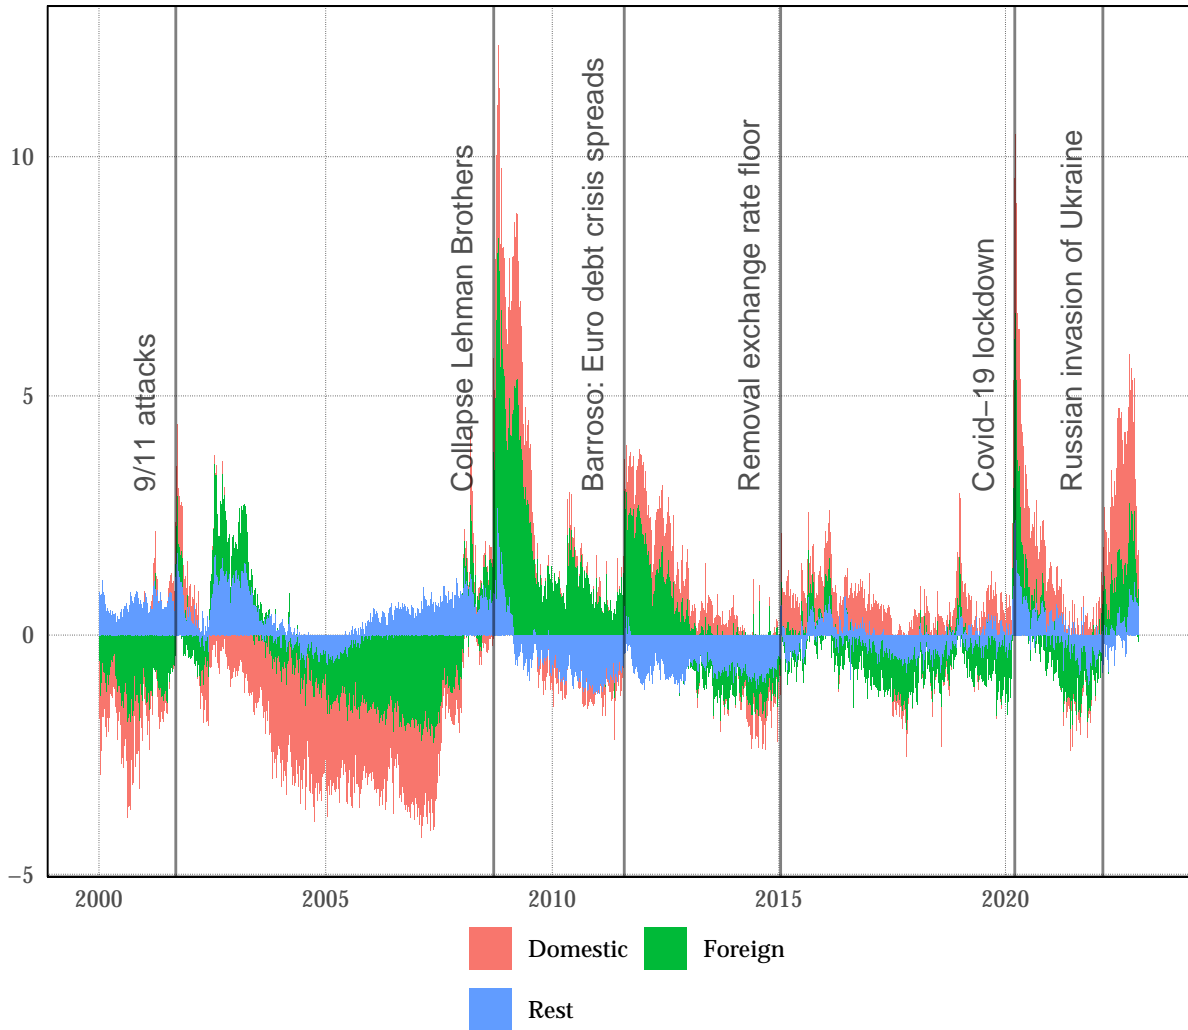 10
5
0
−5
9/11 attacks
Collapse Lehman Brothers
Barroso: Euro debt crisis spreads
Removal exchange rate floor
Covid−19 lockdown
Russian invasion of Ukraine
2000
2005
2010
2015
2020
Domestic
Foreign
Rest